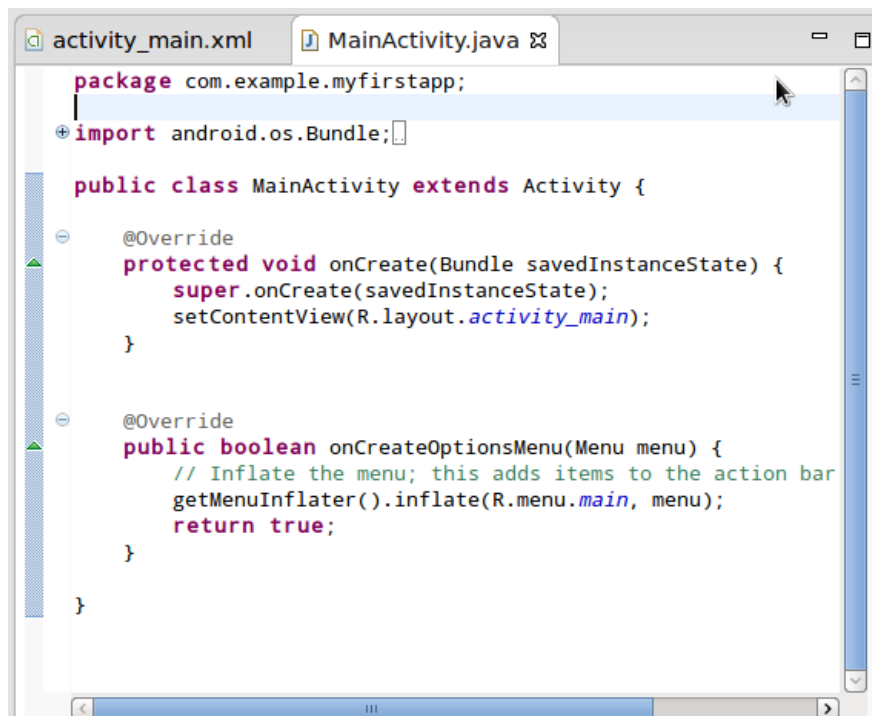 activity_main.xml
MainActivity.java
package com.example.myfirstapp;
import android.os.Bundle;
public class MainActivity extends Activity {
@Override
protected void onCreate(Bundle savedInstanceState) {
super.onCreate(savedInstanceState);
setContentView(R.layout.activity_main);
}
@Override
public boolean onCreateOptionsMenu(Menu menu) {
// Inflate the menu; this adds items to the action bar
getMenuInflater().inflate(R.menu.main, menu);
return true;
}
}